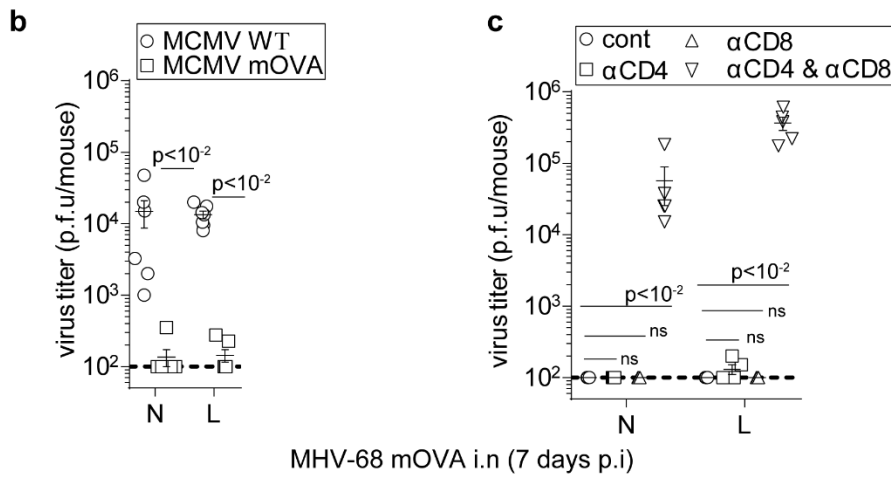 b
○ MCMV WT
□ MCMV mOVA
virus titer (p.f.u/mouse)
10⁶
10⁵
10⁴
10³
10²
p<10⁻²
p<10⁻²
N L
c
○ cont △ αCD8
□ αCD4 ▽ αCD4 & αCD8
virus titer (p.f.u/mouse)
10⁶
10⁵
10⁴
10³
10²
p<10⁻²
ns
ns
p<10⁻²
ns
ns
N L
MHV-68 mOVA i.n (7 days p.i)